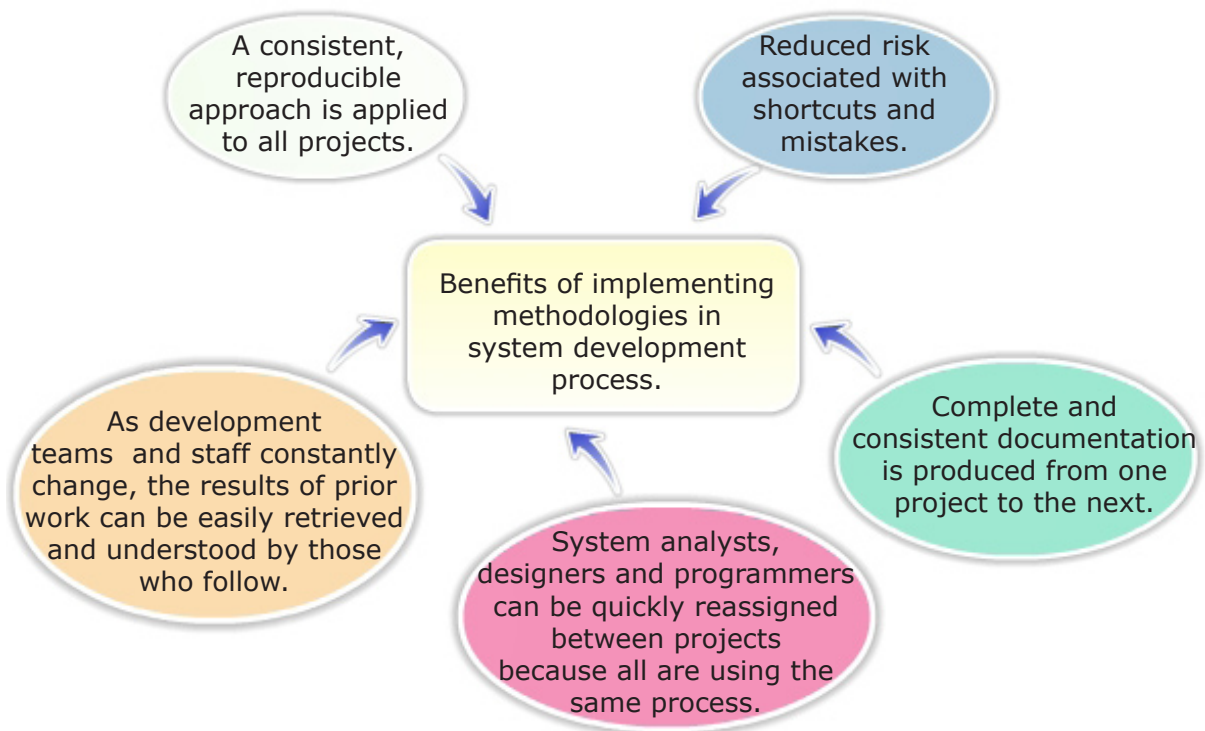 A consistent,
reproducible
approach is applied
to all projects.
Reduced risk
associated with
shortcuts and
mistakes.
Benefits of implementing
methodologies in
system development
process.
As development
teams and staff constantly
change, the results of prior
work can be easily retrieved
and understood by those
who follow.
System analysts,
designers and programmers
can be quickly reassigned
between projects
because all are using the
same process.
Complete and
consistent documentation
is produced from one
project to the next.